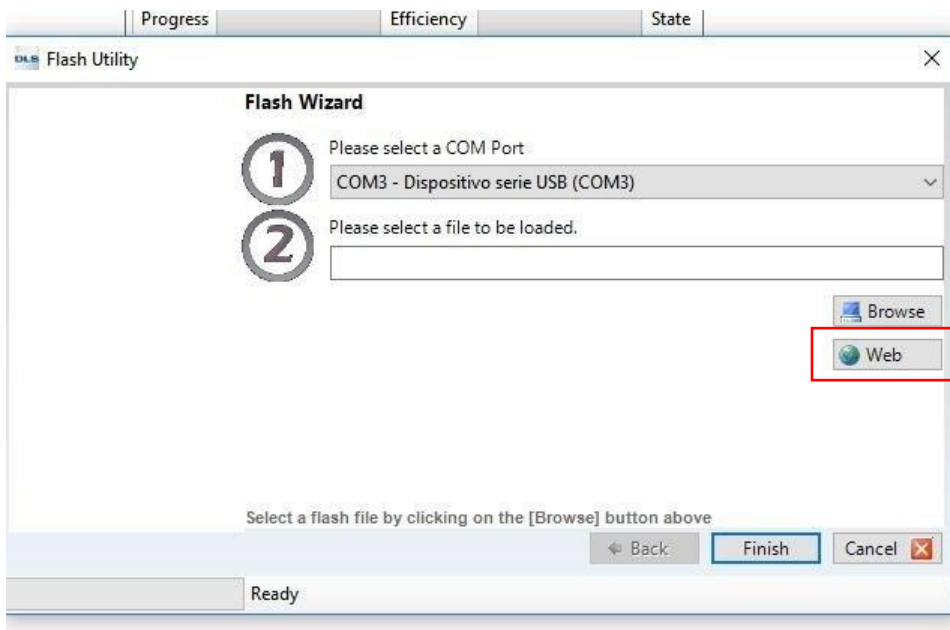 Progress Efficiency State
DLS Flash Utility
Flash Wizard
1 Please select a COM Port
COM3 - Dispositivo serie USB (COM3)
2 Please select a file to be loaded.
Browse
Web
Select a flash file by clicking on the [Browse] button above
Back Finish Cancel
Ready